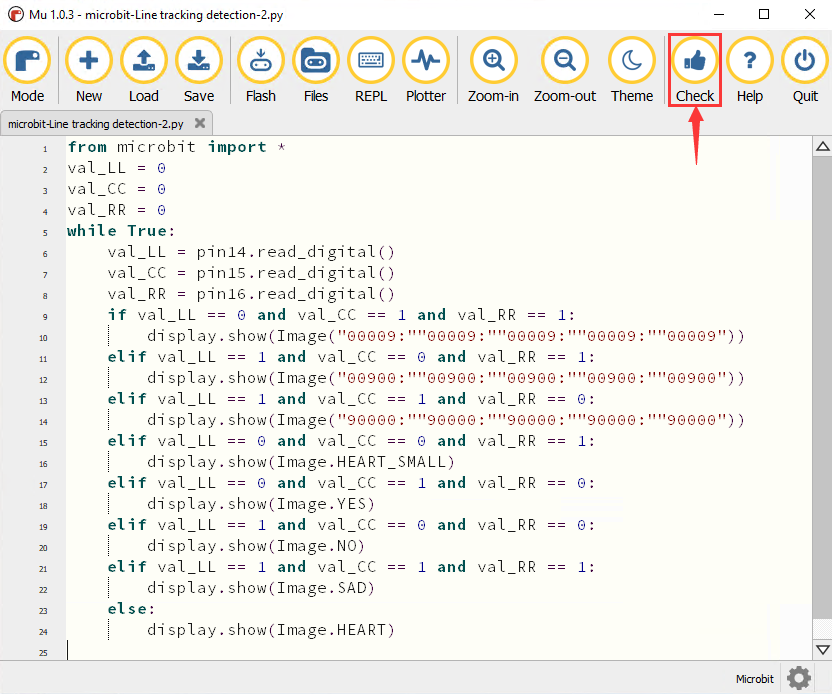 Mu 1.0.3 - microbit-Line tracking detection-2.py
Mode New Load Save Flash Files REPL Plotter Zoom-in Zoom-out Theme Check Help Quit
microbit-Line tracking detection-2.py
1 from microbit import *
2 val_LL = 0
3 val_CC = 0
4 val_RR = 0
5 while True:
6     val_LL = pin14.read_digital()
7     val_CC = pin15.read_digital()
8     val_RR = pin16.read_digital()
9     if val_LL == 0 and val_CC == 1 and val_RR == 1:
10         display.show(Image("00009:""00009:""00009:""00009:""00009"))
11     elif val_LL == 1 and val_CC == 0 and val_RR == 1:
12         display.show(Image("00900:""00900:""00900:""00900:""00900"))
13     elif val_LL == 1 and val_CC == 1 and val_RR == 0:
14         display.show(Image("90000:""90000:""90000:""90000:""90000"))
15     elif val_LL == 0 and val_CC == 0 and val_RR == 1:
16         display.show(Image.HEART_SMALL)
17     elif val_LL == 0 and val_CC == 1 and val_RR == 0:
18         display.show(Image.YES)
19     elif val_LL == 1 and val_CC == 0 and val_RR == 0:
20         display.show(Image.NO)
21     elif val_LL == 1 and val_CC == 1 and val_RR == 1:
22         display.show(Image.SAD)
23     else:
24         display.show(Image.HEART)
25
Microbit